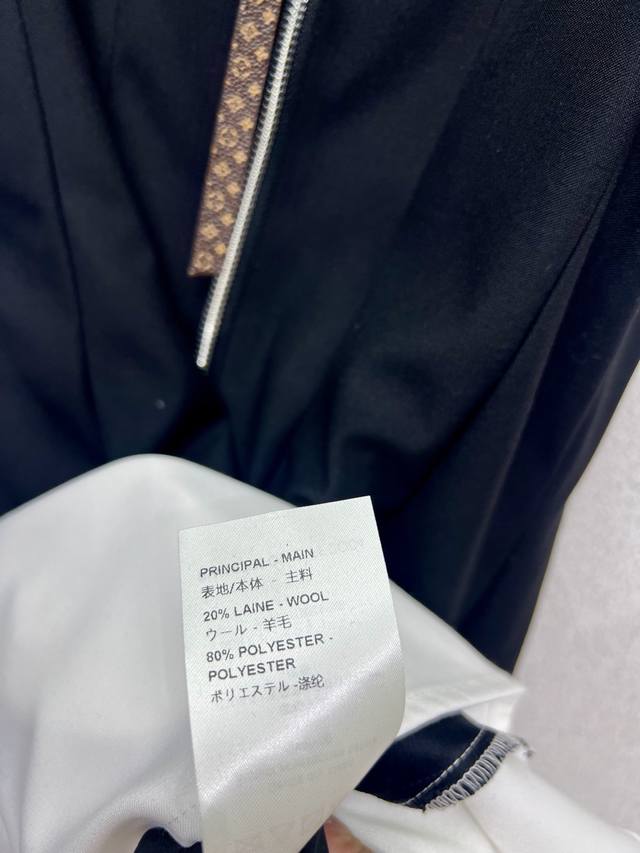 PRINCIPAL - MAIN
表地/本体 - 主料
20% LAINE - WOOL
ウール - 羊毛
80% POLYESTER -
POLYESTER
ポリエステル -涤纶